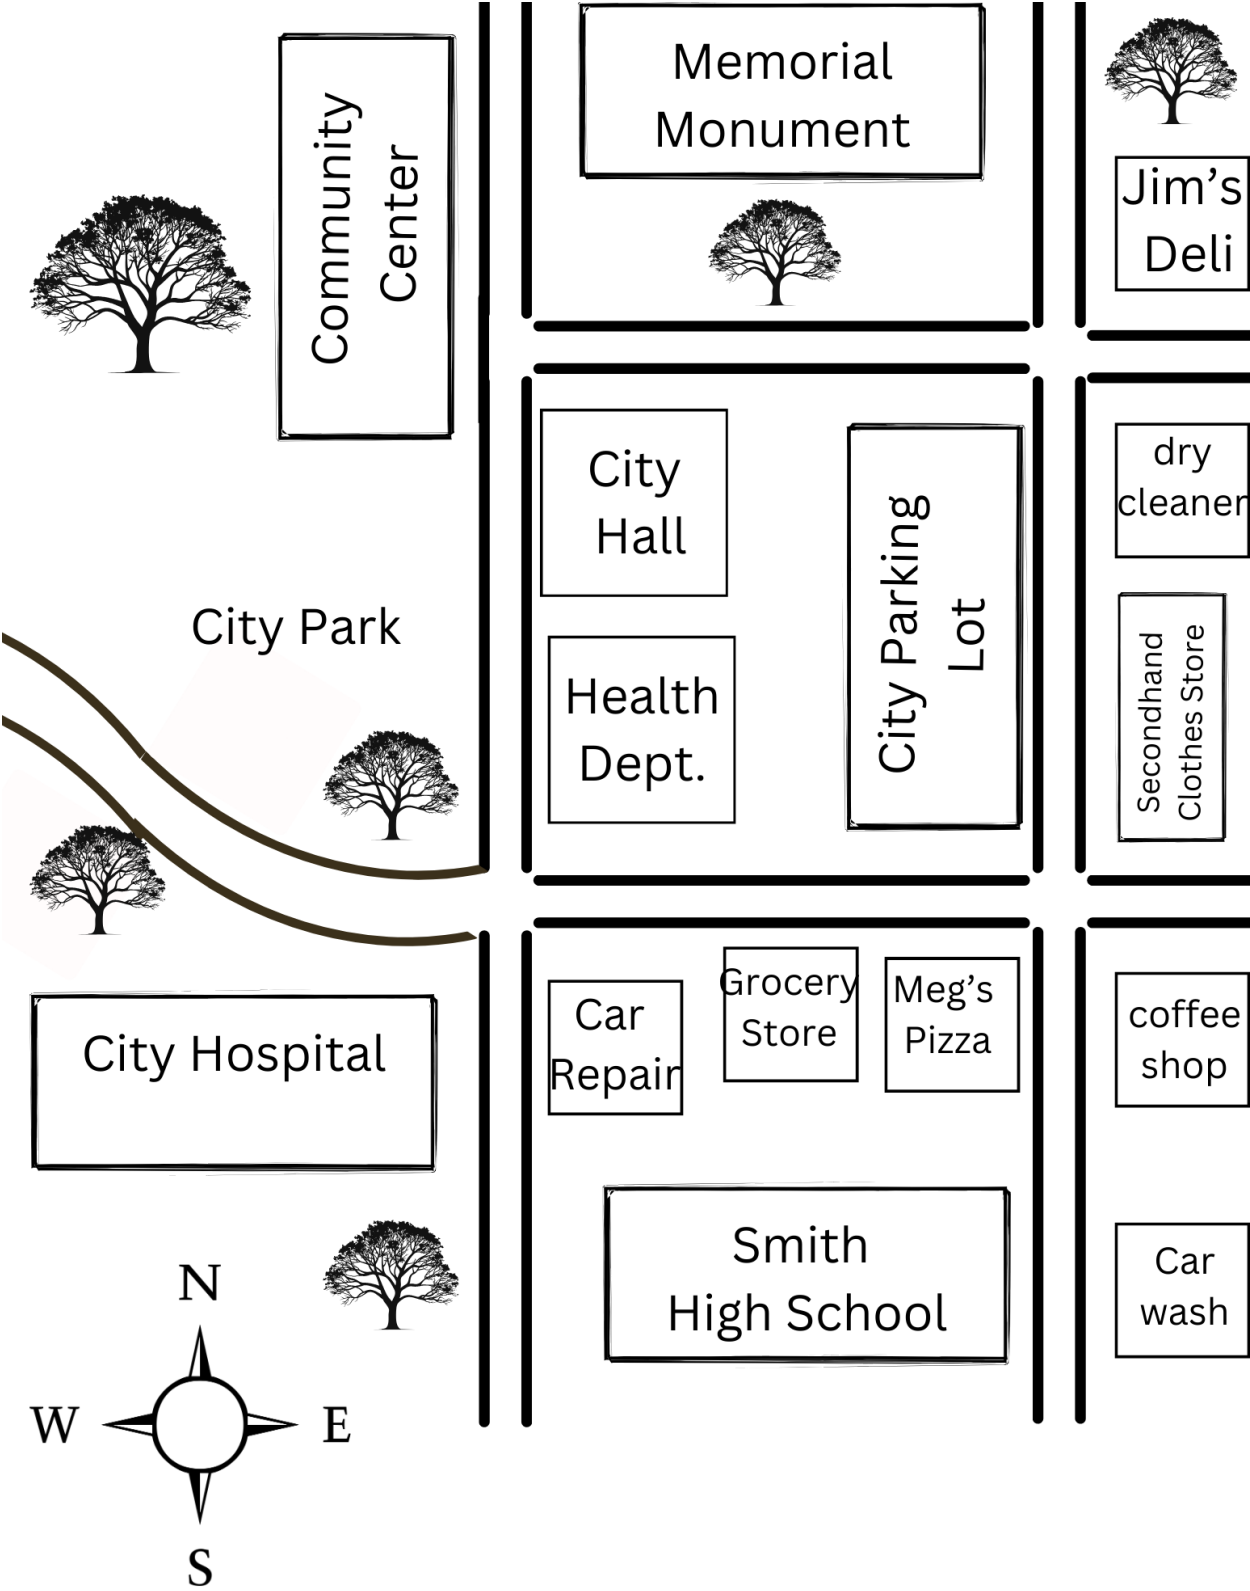 Memorial
Monument
Community
Center
Jim’s
Deli
City
Hall
City Parking
Lot
dry
cleaner
City Park
Health
Dept.
Secondhand
Clothes Store
City Hospital
Car
Repair
Grocery
Store
Meg’s
Pizza
coffee
shop
Smith
High School
Car
wash
N
W
E
S